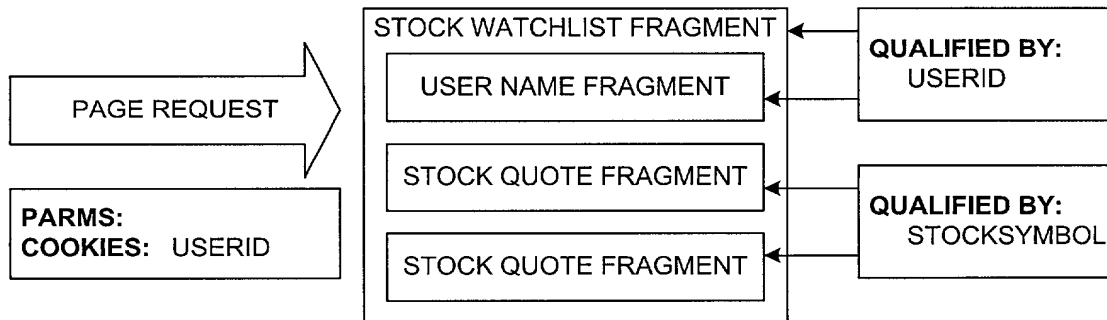 PAGE REQUEST
PARMS:
COOKIES: USERID
STOCK WATCHLIST FRAGMENT
USER NAME FRAGMENT
STOCK QUOTE FRAGMENT
STOCK QUOTE FRAGMENT
QUALIFIED BY:
USERID
QUALIFIED BY:
STOCKSYMBOL